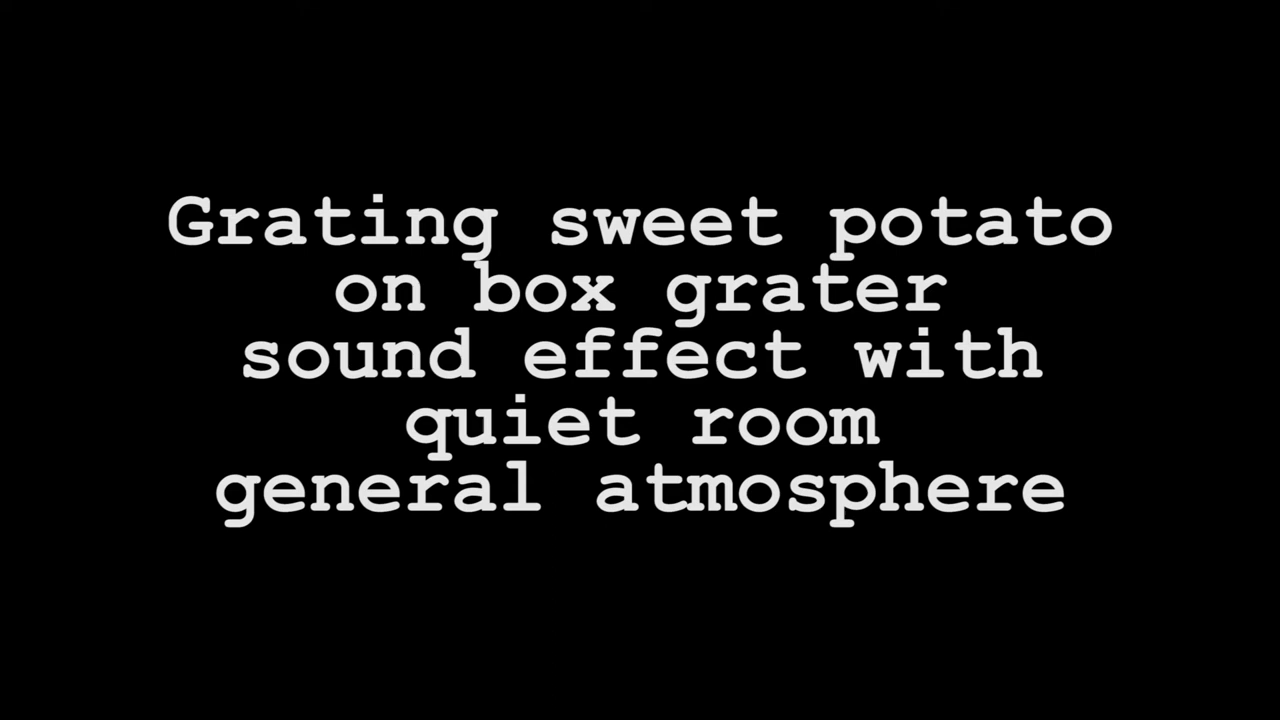 Grating sweet potato
on box grater
sound effect with
quiet room
general atmosphere